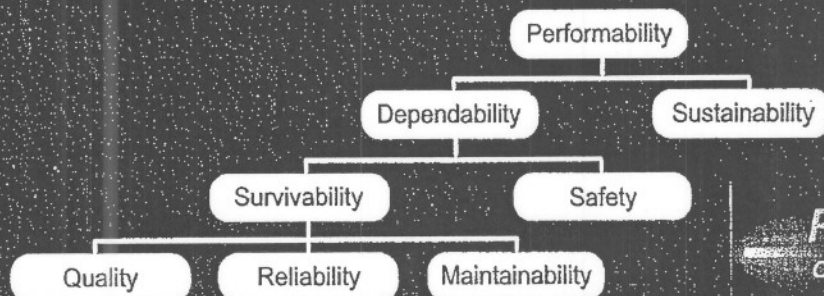 Performability
Dependability Sustainability
Survivability Safety
Quality Reliability Maintainability